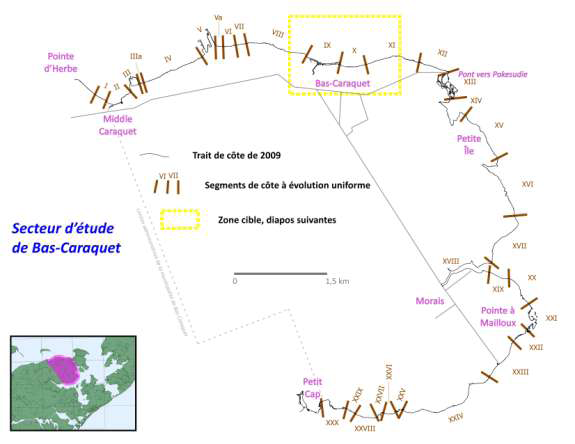 Va
V
VI
VII
VIII
IX
X
XI
XII
Pointe
d'Herbe
IIIa
IV
I
II
III
Bas-Caraquet
Pont vers Pokesudie
XIII
Middle
Caraquet
XIV
XV
Petite
Île
Trait de côte de 2009
VI VII
Segments de côte à évolution uniforme
XVI
Zone cible, diapos suivantes
Secteur d'étude
de Bas-Caraquet
XVII
XVIII
0
1,5 km
XIX
XX
Morais
Pointe à
Mailloux
XXI
XXII
XXIII
Petit
Cap
XXX
XXIX
XXVIII
XXVII
XXVI
XXV
XXIV